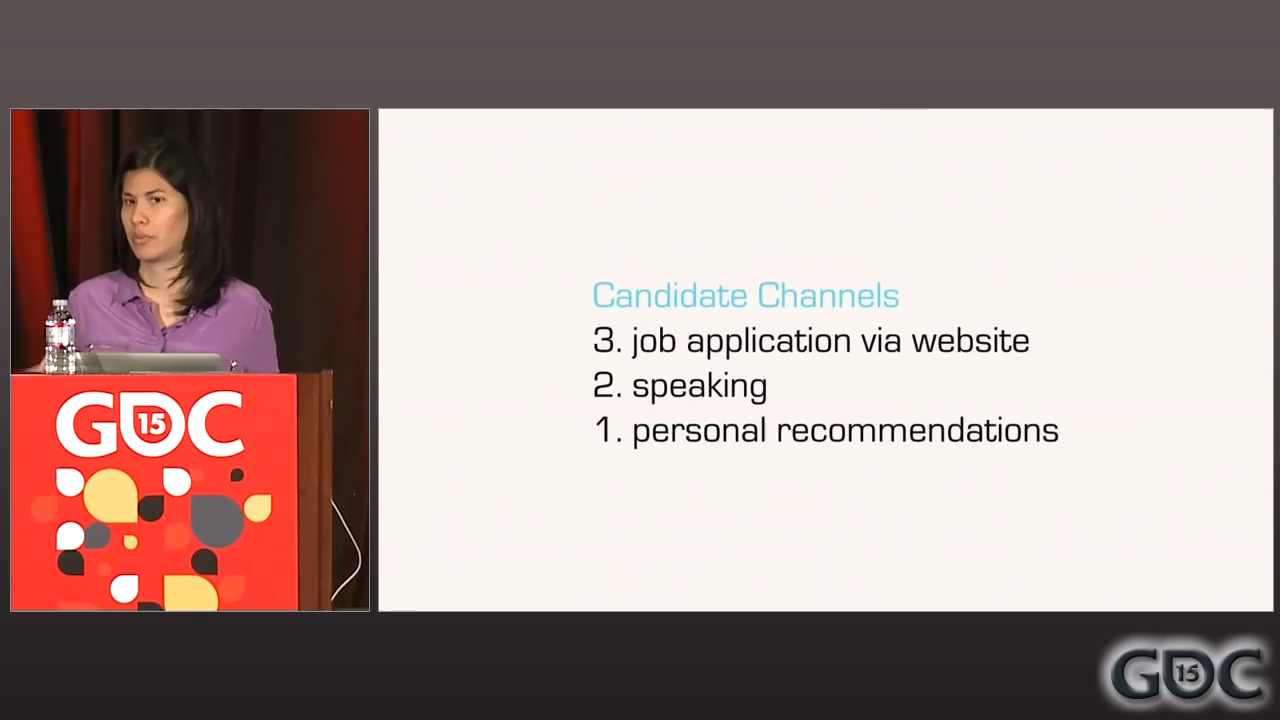 GDC
15
Candidate Channels
3. job application via website
2. speaking
1. personal recommendations
GDC
15